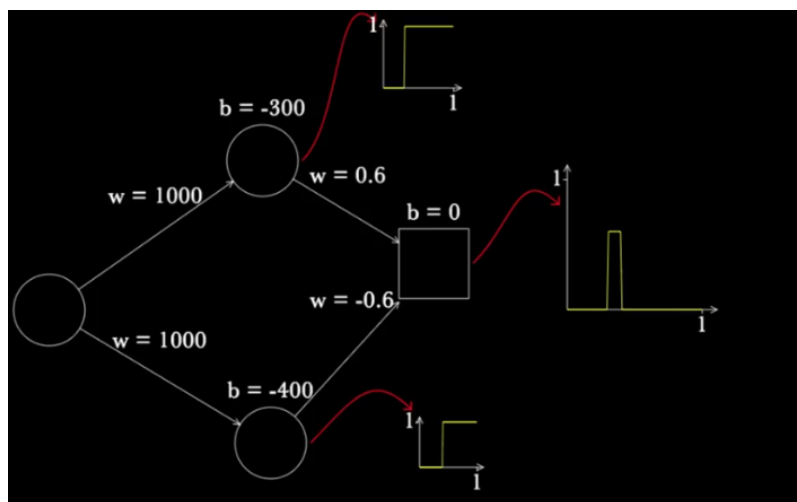 1
1
b = -300
w = 1000
w = 0.6
b = 0
1
1
w = -0.6
w = 1000
b = -400
1
1